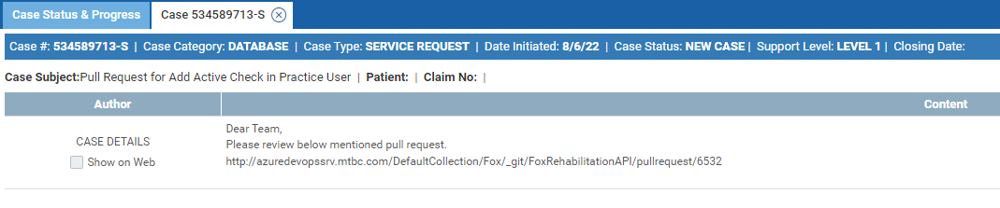 Case Status & Progress Case 534589713-S
Case #: 534589713-S | Case Category: DATABASE | Case Type: SERVICE REQUEST | Date Initiated: 8/6/22 | Case Status: NEW CASE | Support Level: LEVEL 1 | Closing Date:
Case Subject:Pull Request for Add Active Check in Practice User | Patient: | Claim No: |
Author Content
Dear Team,
CASE DETAILS Please review below mentioned pull request.
Show on Web http://azuredevopssrv.mtbc.com/DefaultCollection/Fox/_git/FoxRehabilitationAPI/pullrequest/6532